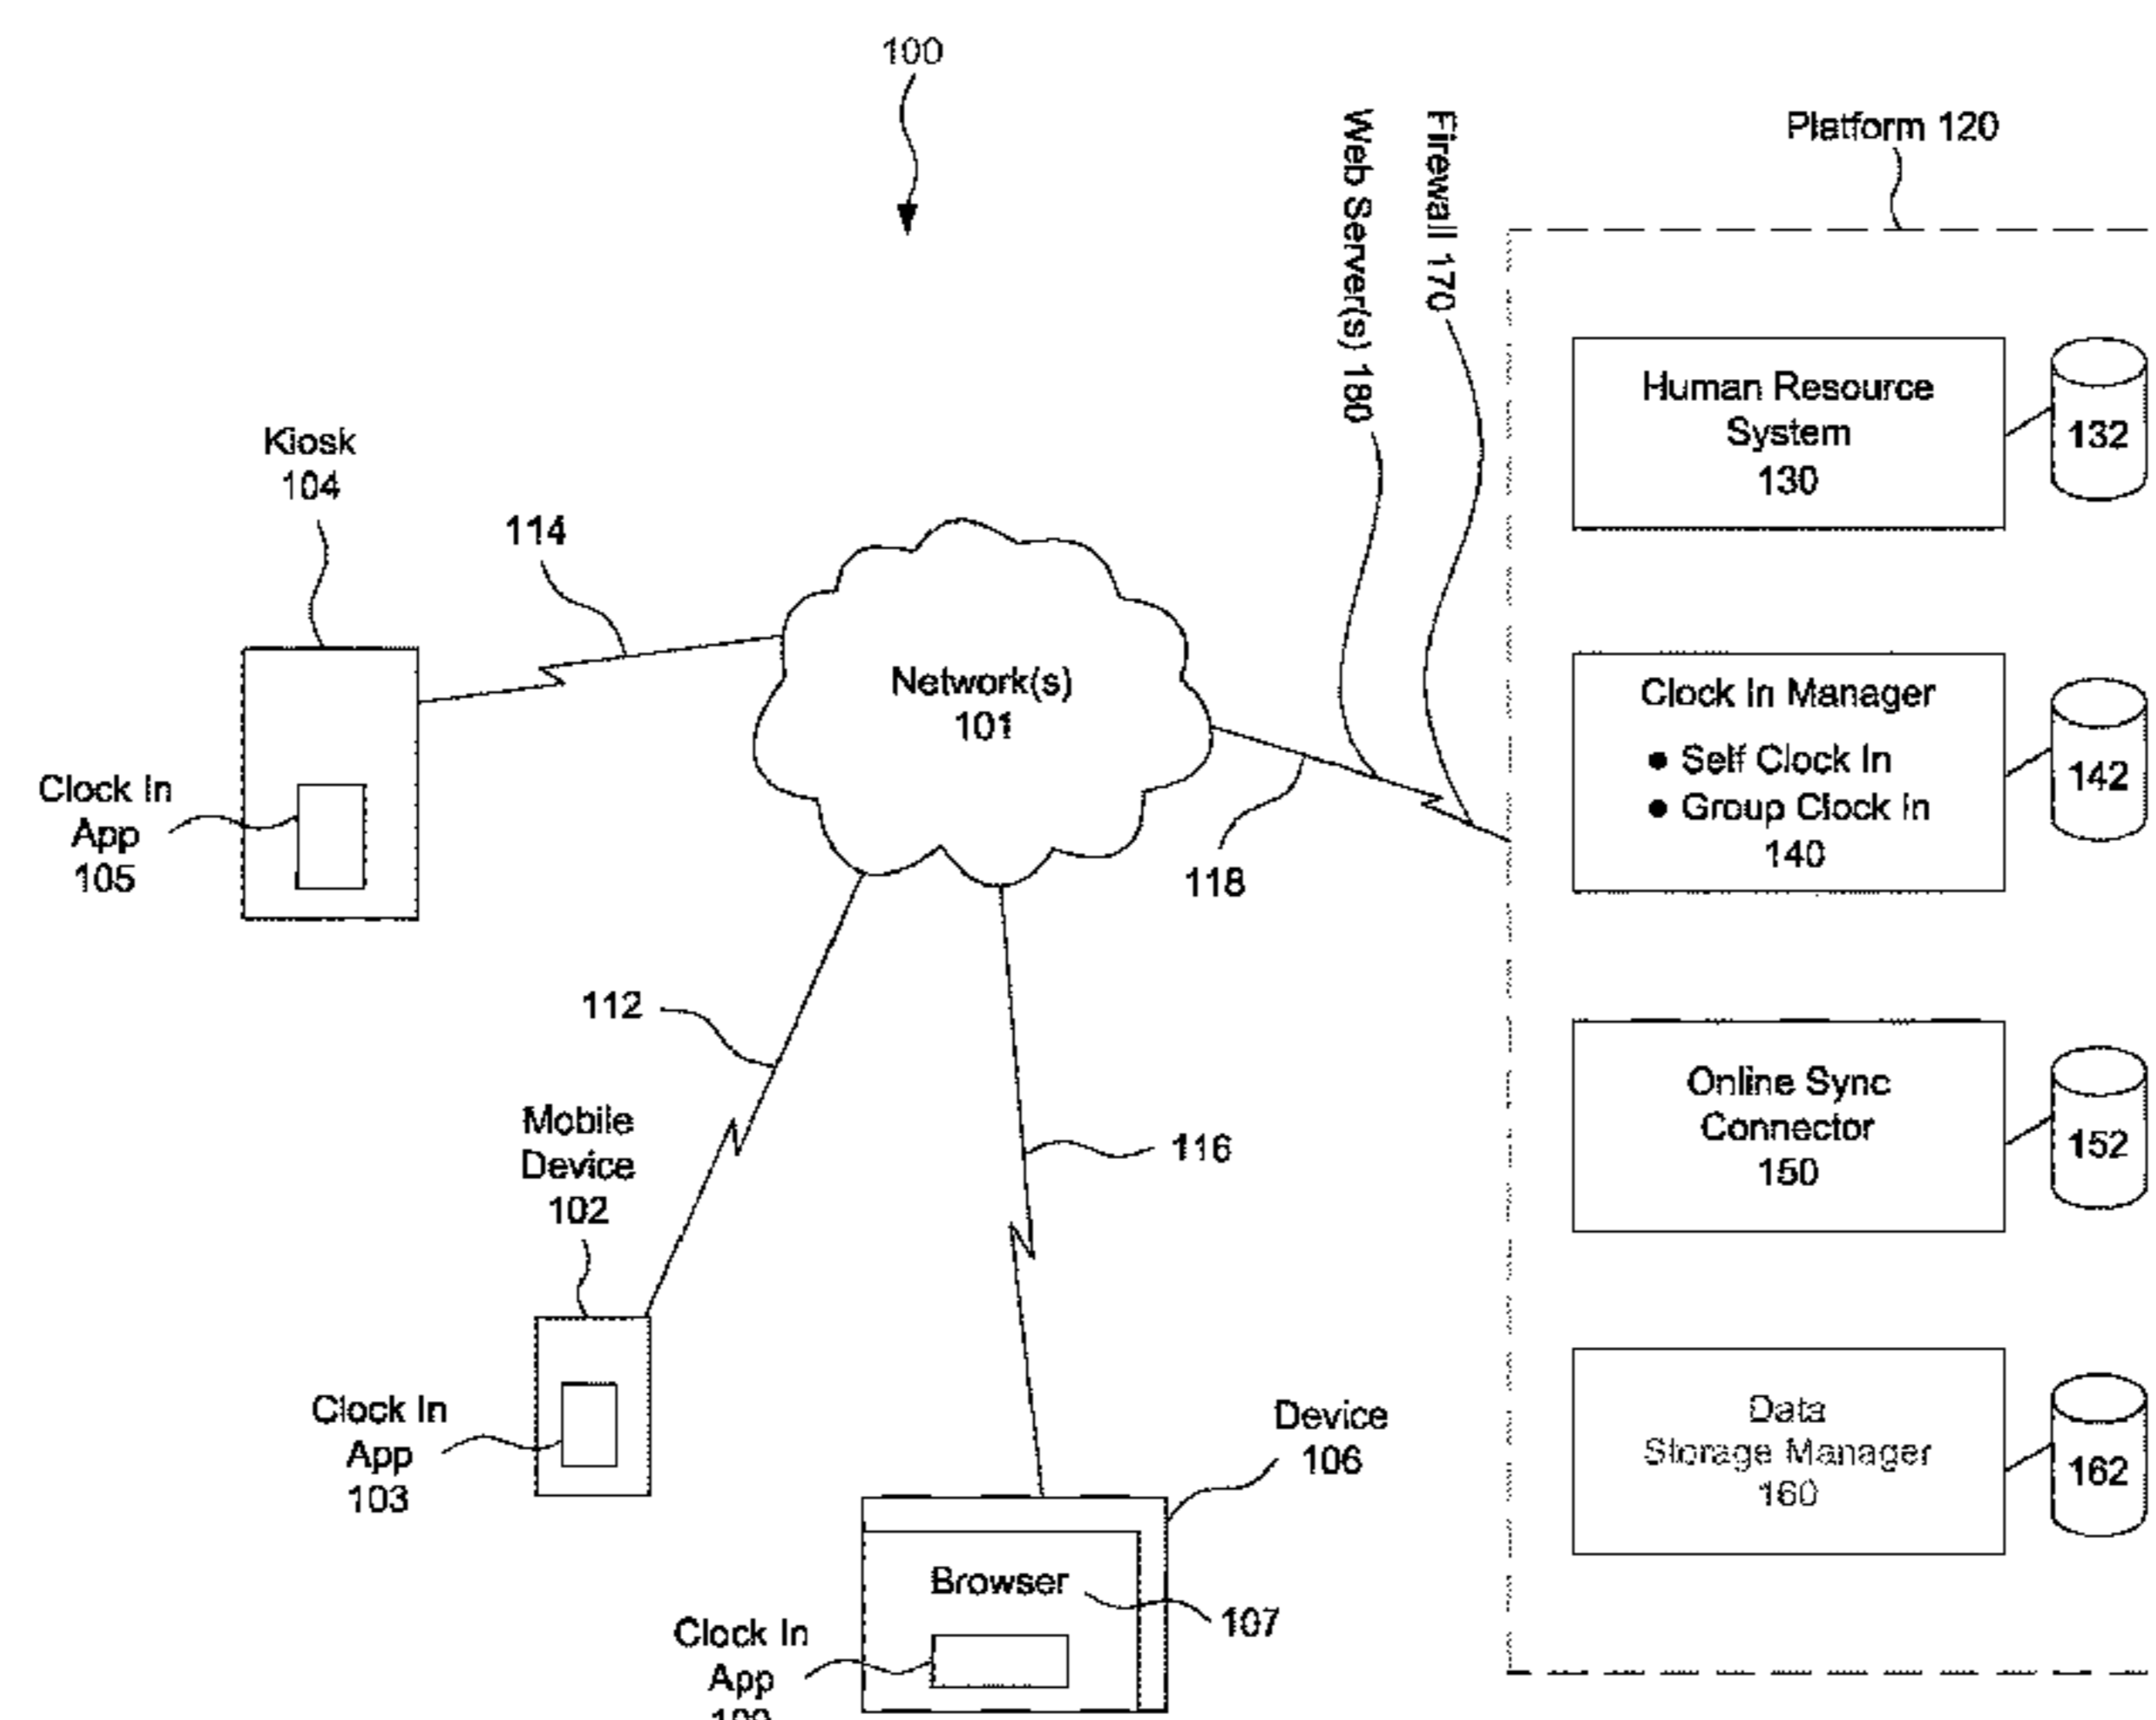 100
Platform 120
Web Server(s) 180
Firewall 170
Human Resource
System
130
132
Kiosk
104
114
Network(s)
101
Clock In Manager
● Self Clock In
● Group Clock In
140
142
Clock In
App
105
118
112
Online Sync
Connector
150
152
Mobile
Device
102
116
Data
Storage Manager
160
162
Clock In
App
103
Device
106
Browser
107
Clock In
App